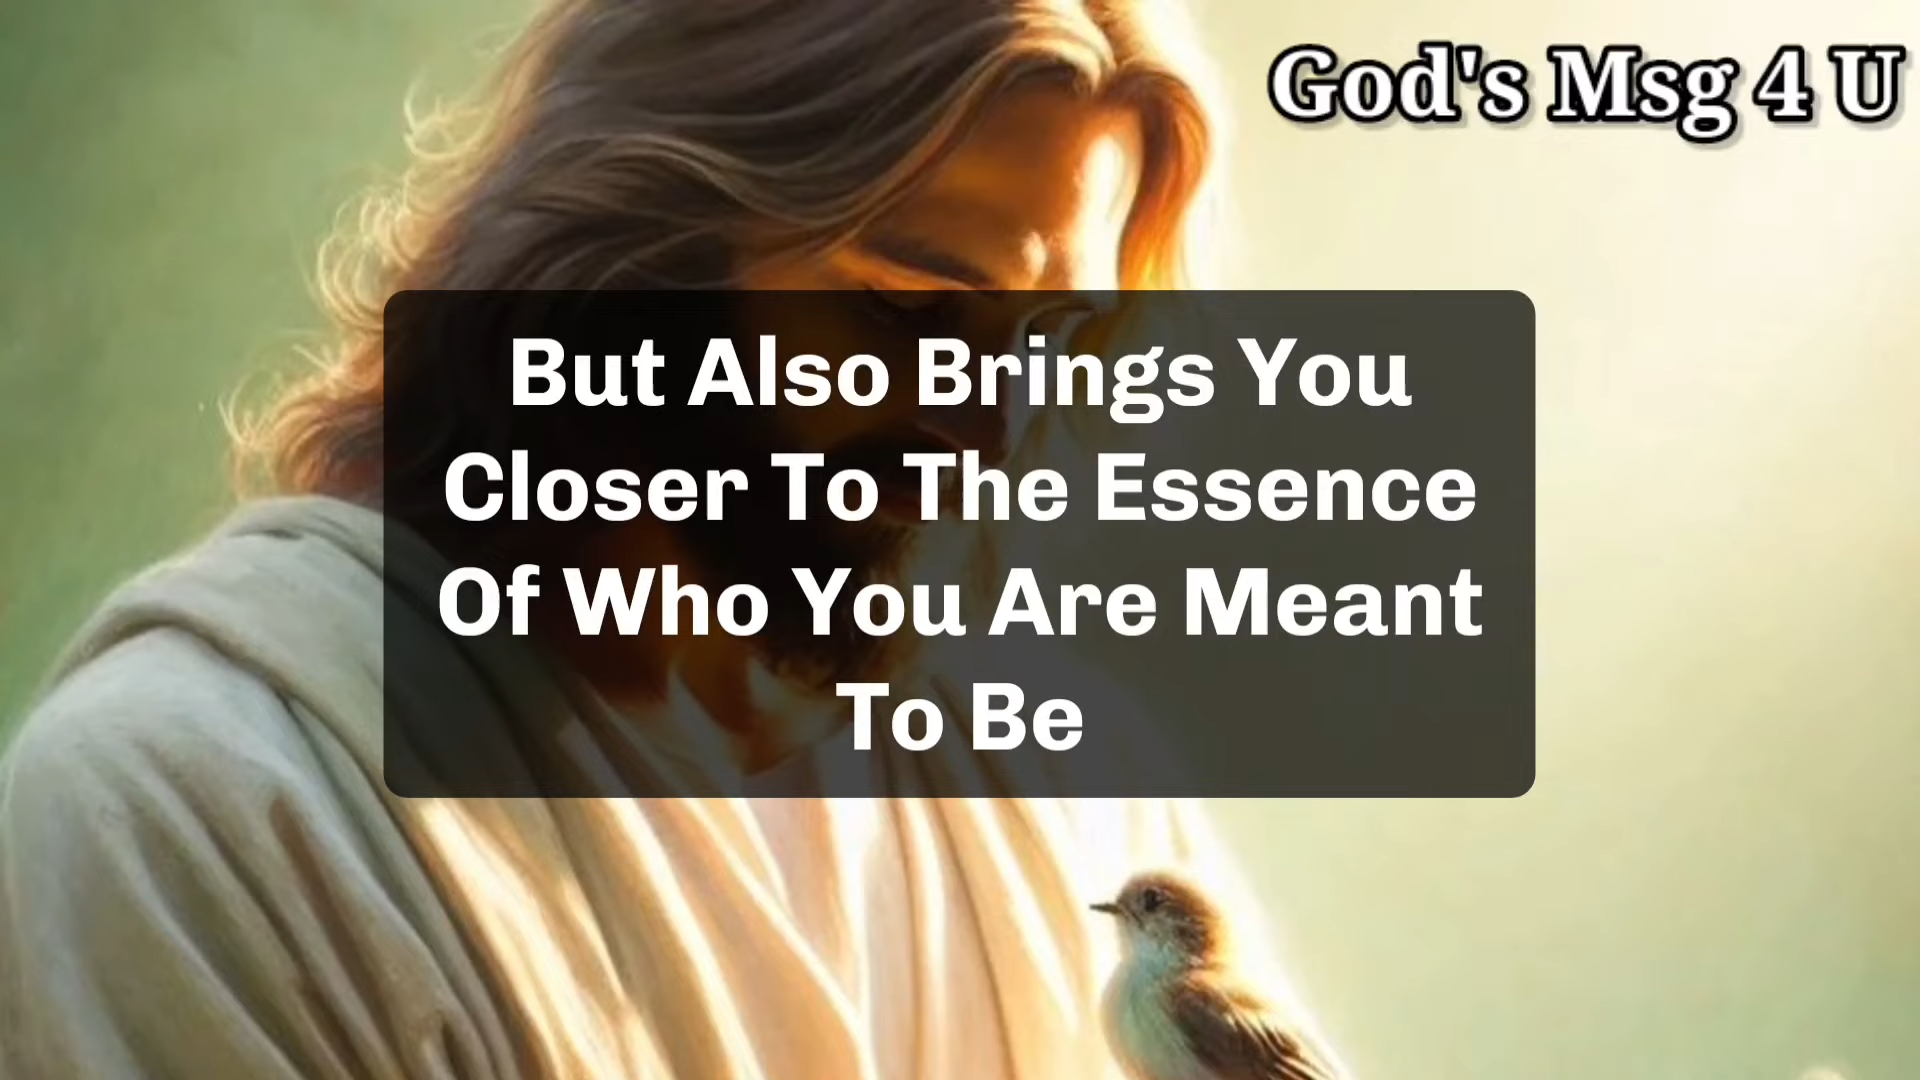 God's Msg 4 U
But Also Brings You
Closer To The Essence
Of Who You Are Meant
To Be